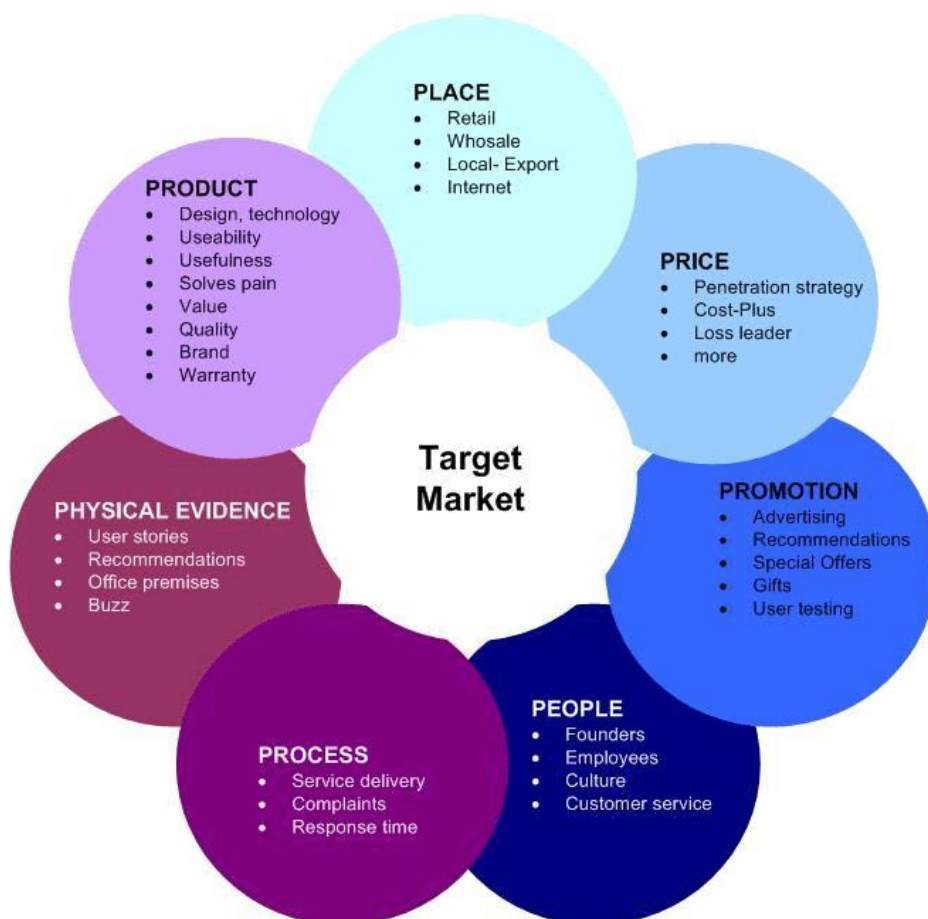 PLACE
• Retail
• Whosale
• Local- Export
• Internet
PRICE
• Penetration strategy
• Cost-Plus
• Loss leader
• more
PROMOTION
• Advertising
• Recommendations
• Special Offers
• Gifts
• User testing
PEOPLE
• Founders
• Employees
• Culture
• Customer service
PROCESS
• Service delivery
• Complaints
• Response time
PHYSICAL EVIDENCE
• User stories
• Recommendations
• Office premises
• Buzz
PRODUCT
• Design, technology
• Useability
• Usefulness
• Solves pain
• Value
• Quality
• Brand
• Warranty
Target
Market